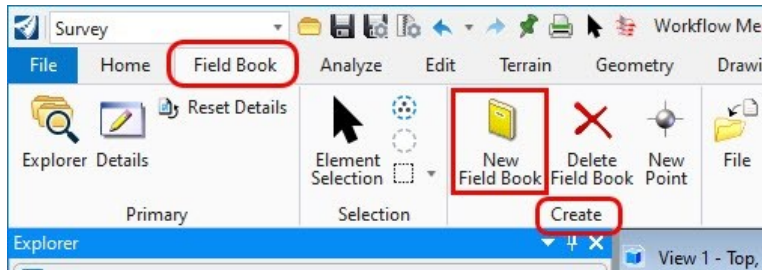 Survey
Workflow Me
File Home Field Book Analyze Edit Terrain Geometry Drawi
Explorer Details Reset Details Element Selection New Field Book Delete Field Book New Point File
Primary Selection Create
Explorer
View 1 - Top,